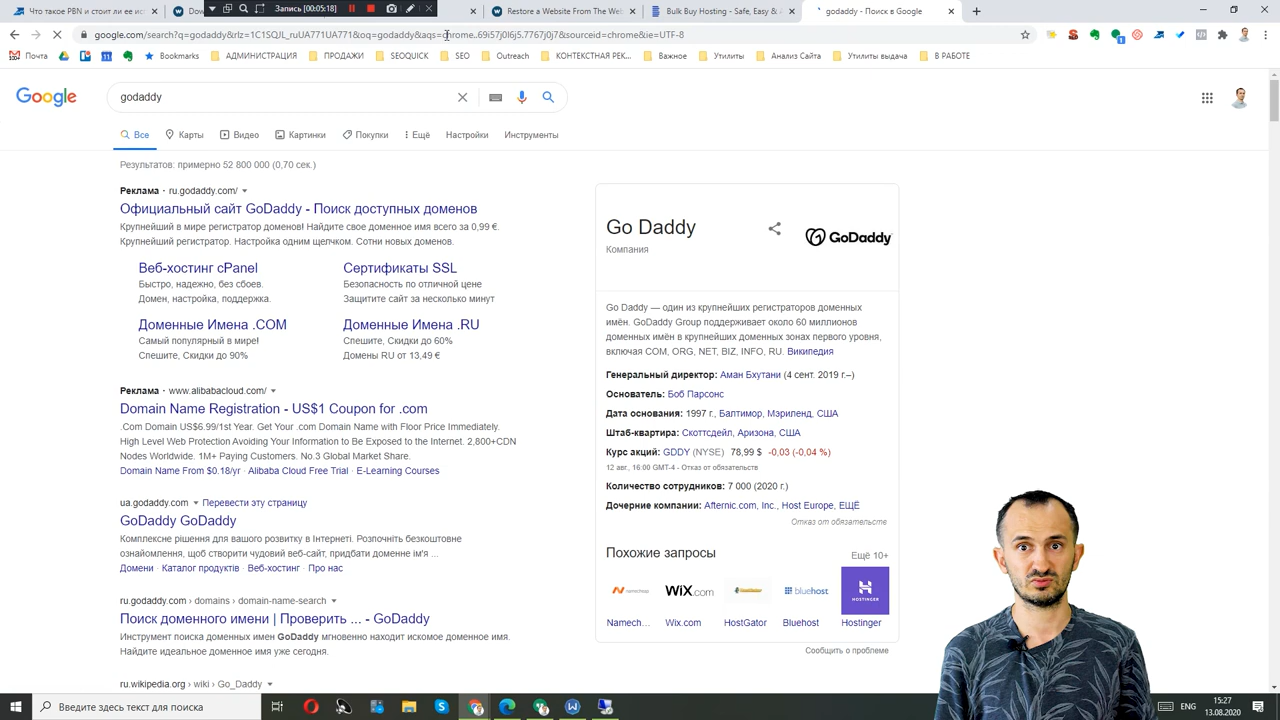 Что такое PBN и стоит ли
Domai
[0:05:18]
Restore a Website From The Web
Bie - Buy Hosting - Safe, Easy & A
godaddy - Поиск в Google
google.com/search?q=godaddy&rlz=1C1SQJL_ruUA771UA771&oq=godaddy&aqs=chrome..69i57j0l6j5.7767j0j7&sourceid=chrome&ie=UTF-8
Почта
Bookmarks
АДМИНИСТРАЦИЯ
ПРОДАЖИ
SEOQUICK
SEO
Outreach
КОНТЕКСТНАЯ РЕК...
Важное
Утилиты
Анализ Сайта
Утилиты выдача
В РАБОТЕ
Google
godaddy
Все
Карты
Видео
Картинки
Покупки
Ещё
Настройки
Инструменты
Результатов: примерно 52 800 000 (0,70 сек.)
Реклама · ru.godaddy.com/
Официальный сайт GoDaddy - Поиск доступных доменов
Крупнейший в мире регистратор доменов! Найдите свое доменное имя всего за 0,99 €.
Крупнейший регистратор. Настройка одним щелчком. Сотни новых доменов.
Веб-хостинг cPanel
Быстро, надежно, без сбоев.
Домен, настройка, поддержка.
Сертификаты SSL
Безопасность по отличной цене
Защитите сайт за несколько минут
Доменные Имена .COM
Самый популярный в мире!
Спешите, Скидки до 90%
Доменные Имена .RU
Спешите, Скидки до 60%
Домены RU от 13,49 €
Реклама · www.alibabacloud.com/
Domain Name Registration - US$1 Coupon for .com
.Com Domain US$6.99/1st Year. Get Your .com Domain Name with Floor Price Immediately.
High Level Web Protection Avoiding Your Information to Be Exposed to the Internet. 2,800+CDN
Nodes Worldwide. 1M+ Paying Customers. No.3 Global Market Share.
Domain Name From $0.18/yr · Alibaba Cloud Free Trial · E-Learning Courses
ua.godaddy.com Перевести эту страницу
GoDaddy GoDaddy
Комплексне рішення для вашого розвитку в Інтернеті. Розпочніть безкоштовне
ознайомлення, щоб створити чудовий веб-сайт, придбати доменне ім'я ...
Домени · Каталог продуктів · Веб-хостинг · Про нас
ru.godaddy.com › domains › domain-name-search
Поиск доменного имени | Проверить ... - GoDaddy
Инструмент поиска доменных имен GoDaddy мгновенно находит искомое доменное имя.
Найдите идеальное доменное имя уже сегодня.
ru.wikipedia.org › wiki › Go_Daddy
Go Daddy
Компания
GoDaddy
Go Daddy — один из крупнейших регистраторов доменных
имён. GoDaddy Group поддерживает около 60 миллионов
доменных имён в крупнейших доменных зонах первого уровня,
включая COM, ORG, NET, BIZ, INFO, RU. Википедия
Генеральный директор: Аман Бхутани (4 сент. 2019 г.–)
Основатель: Боб Парсонс
Дата основания: 1997 г., Балтимор, Мэриленд, США
Штаб-квартира: Скоттсдейл, Аризона, США
Курс акций: GDDY (NYSE) 78,99 $ -0,03 (-0,04 %)
12 авг., 16:00 GMT-4 - Отказ от обязательств
Количество сотрудников: 7 000 (2020 г.)
Дочерние компании: Afternic.com, Inc., Host Europe, ЕЩЁ
Отказ от обязательств
Похожие запросы
Ещё 10+
namecheap
WiX.com
bluehost
HOSTINGER
Namech...
Wix.com
HostGator
Bluehost
Hostinger
Сообщить о проблеме
Введите здесь текст для поиска
ENG
15:27
13.08.2020